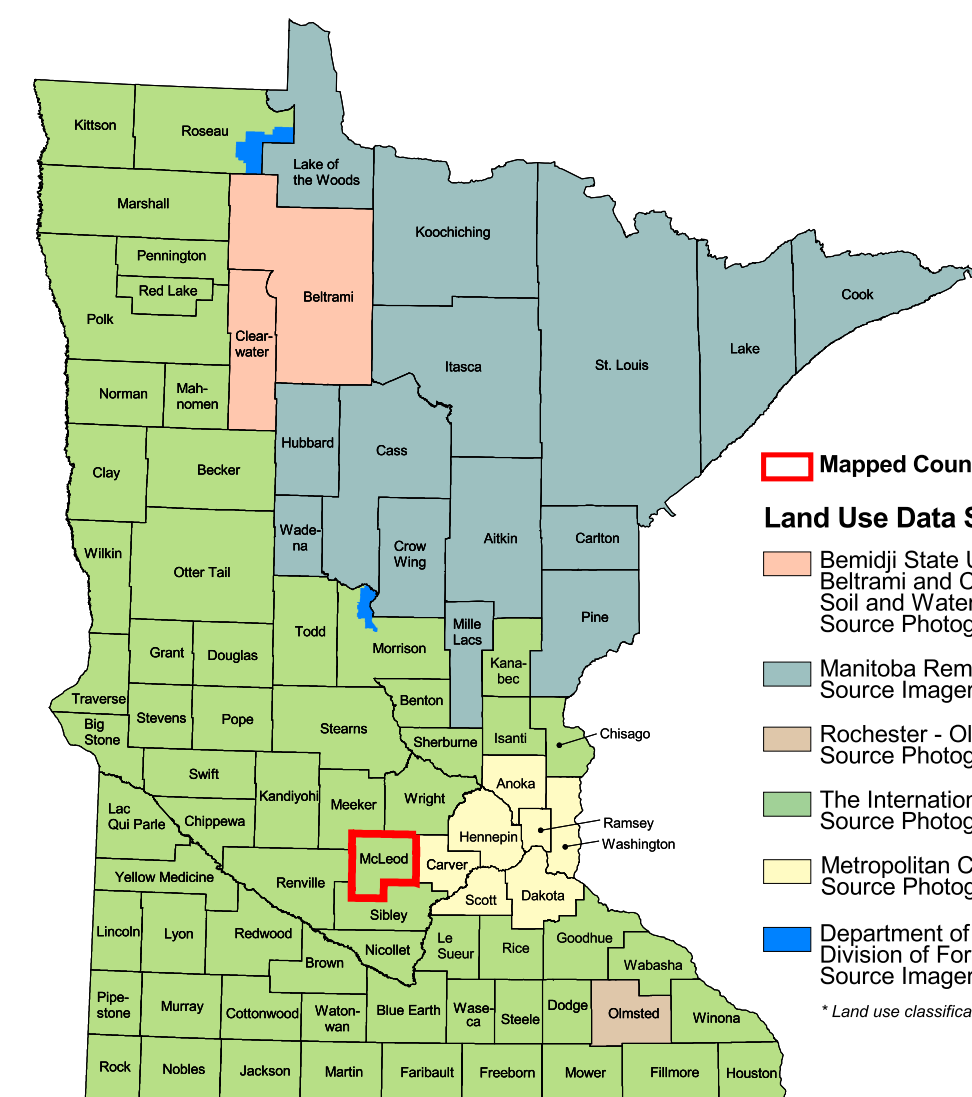 Kittson
Roseau
Lake of
the Woods
Marshall
Koochiching
Pennington
Red Lake
Beltrami
Cook
Polk
Clear-
water
Lake
Itasca
St. Louis
Norman
Mah-
nomen
Hubbard
Cass
Clay
Becker
Mapped Coun
Land Use Data S
Wade-
na
Crow
Wing
Aitkin
Carlton
Wilkin
Otter Tail
Bemidji State U
Beltrami and C
Soil and Water
Source Photog
Todd
Mille
Lacs
Pine
Grant
Douglas
Morrison
Kana-
bec
Manitoba Rem
Source Imager
Traverse
Benton
Big
Stone
Stevens
Pope
Stearns
Sherburne
Isanti
Chisago
Rochester - Ol
Source Photog
Swift
Kandiyohi
Meeker
Wright
Anoka
The Internation
Source Photog
Lac
Qui Parle
Chippewa
Hennepin
Ramsey
Washington
McLeod
Carver
Yellow Medicine
Renville
Scott
Dakota
Metropolitan C
Source Photog
Sibley
Lincoln
Lyon
Redwood
Nicollet
Le
Sueur
Rice
Goodhue
Wabasha
Department of
Division of For
Source Imager
Brown
Pipe-
stone
Murray
Cottonwood
Waton-
wan
Blue Earth
Wase-
ca
Steele
Dodge
Olmsted
Winona
* Land use classifica
Rock
Nobles
Jackson
Martin
Faribault
Freeborn
Mower
Fillmore
Houston